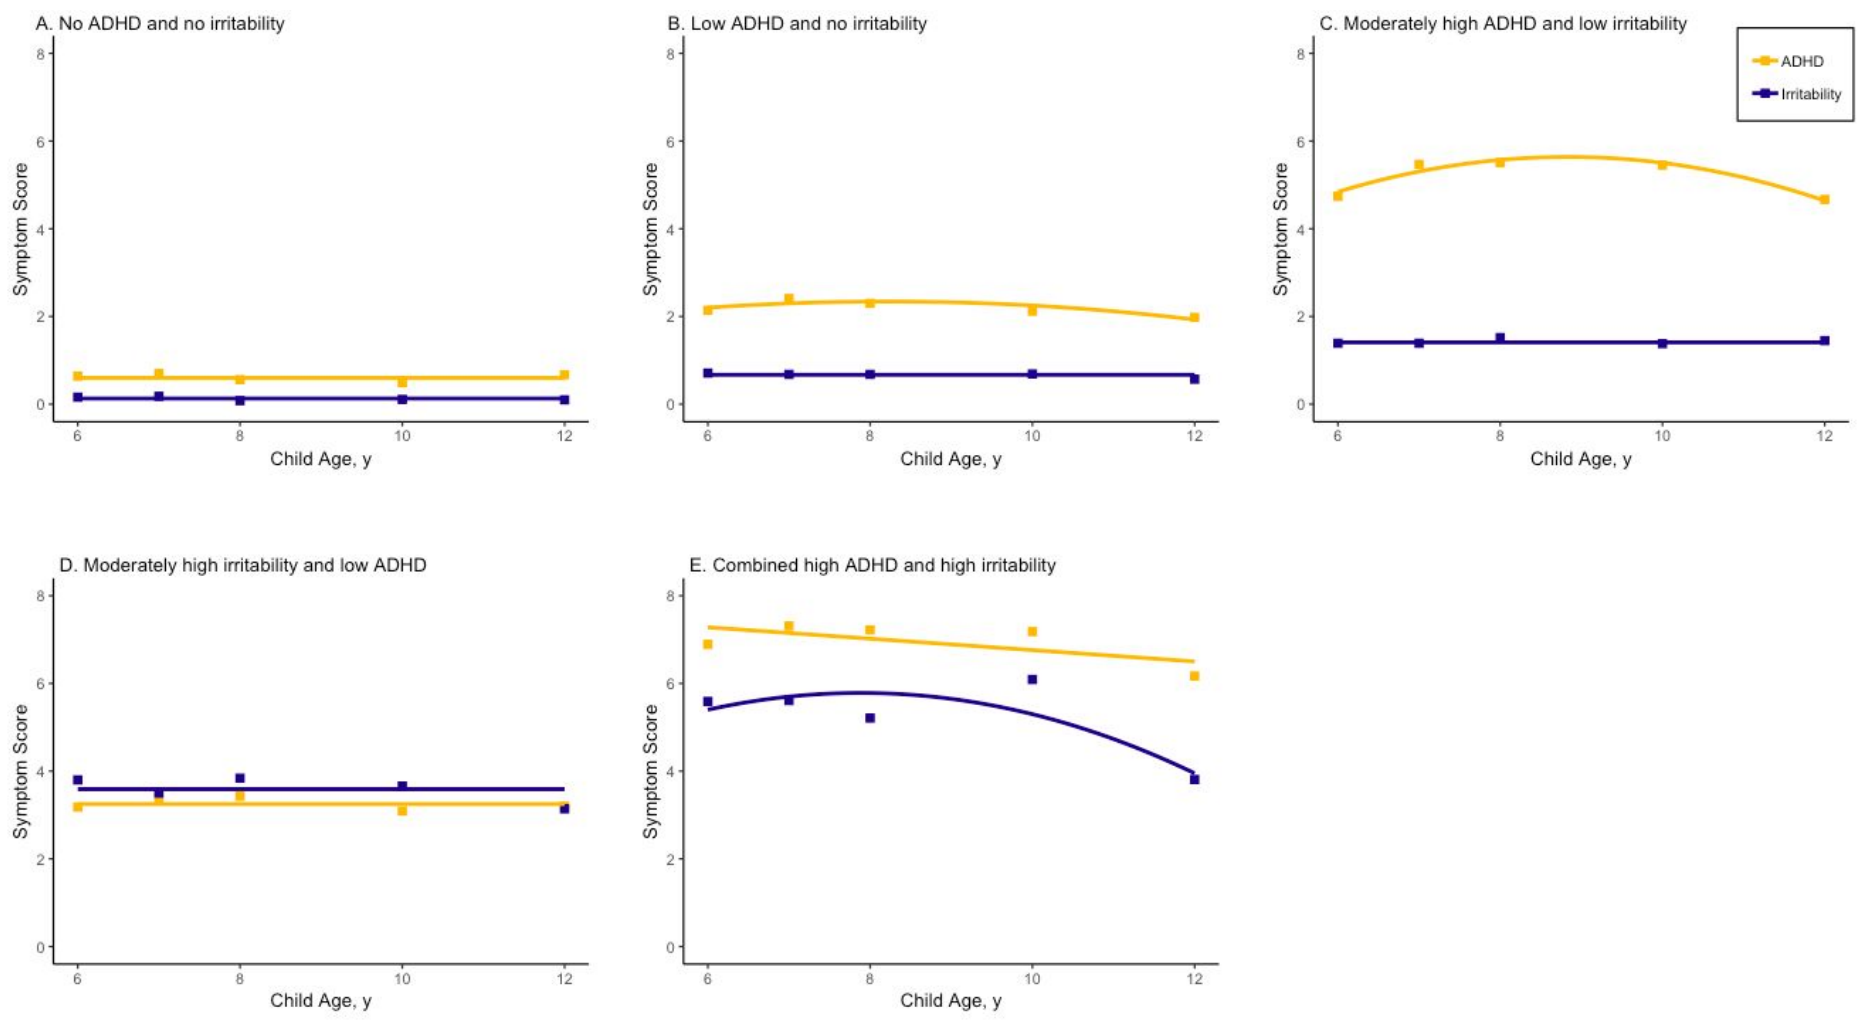 A. No ADHD and no irritability
8
6
4
2
0
Symptom Score
6 8 10 12
Child Age, y
B. Low ADHD and no irritability
8
6
4
2
0
Symptom Score
6 8 10 12
Child Age, y
C. Moderately high ADHD and low irritability
8
6
4
2
0
Symptom Score
6 8 10 12
Child Age, y
ADHD
Irritability
D. Moderately high irritability and low ADHD
8
6
4
2
0
Symptom Score
6 8 10 12
Child Age, y
E. Combined high ADHD and high irritability
8
6
4
2
0
Symptom Score
6 8 10 12
Child Age, y